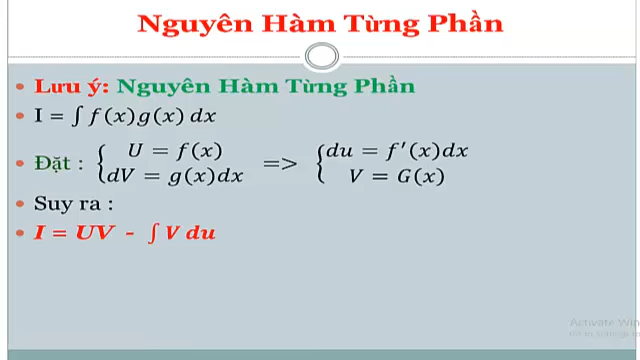 Nguyên Hàm Từng Phần
Lưu ý: Nguyên Hàm Từng Phần
I = ∫ f(x)g(x) dx
Đặt : { U = f(x) => { du = f'(x)dx
dV = g(x)dx V = G(x)
Suy ra :
I = UV - ∫ V du
Activate Win